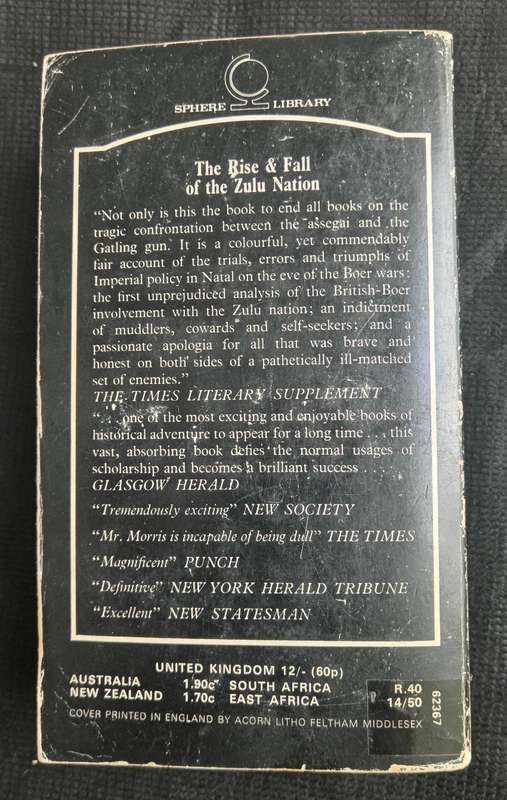 SPHERE LIBRARY
The Rise & Fall
of the Zulu Nation
"Not only is this the book to end all books on the
tragic confrontation between the assegai and the
Gatling gun. It is a colourful, yet commendably
fair account of the trials, errors and triumphs of
Imperial policy in Natal on the eve of the Boer wars:
the first unprejudiced analysis of the British-Boer
involvement with the Zulu nation; an indictment
of muddlers, cowards and self-seekers; and a
passionate apologia for all that was brave and
honest on both sides of a pathetically ill-matched
set of enemies."
THE TIMES LITERARY SUPPLEMENT
". . . one of the most exciting and enjoyable books of
historical adventure to appear for a long time . . . this
vast, absorbing book defies the normal usages of
scholarship and becomes a brilliant success . . . .
GLASGOW HERALD
"Tremendously exciting" NEW SOCIETY
"Mr. Morris is incapable of being dull" THE TIMES
"Magnificent" PUNCH
"Definitive" NEW YORK HERALD TRIBUNE
"Excellent" NEW STATESMAN
UNITED KINGDOM 12/- (60p)
AUSTRALIA 1.90c SOUTH AFRICA R.40
NEW ZEALAND 1.70c EAST AFRICA 14/50
COVER PRINTED IN ENGLAND BY ACORN LITHO FELTHAM MIDDLESEX
62367